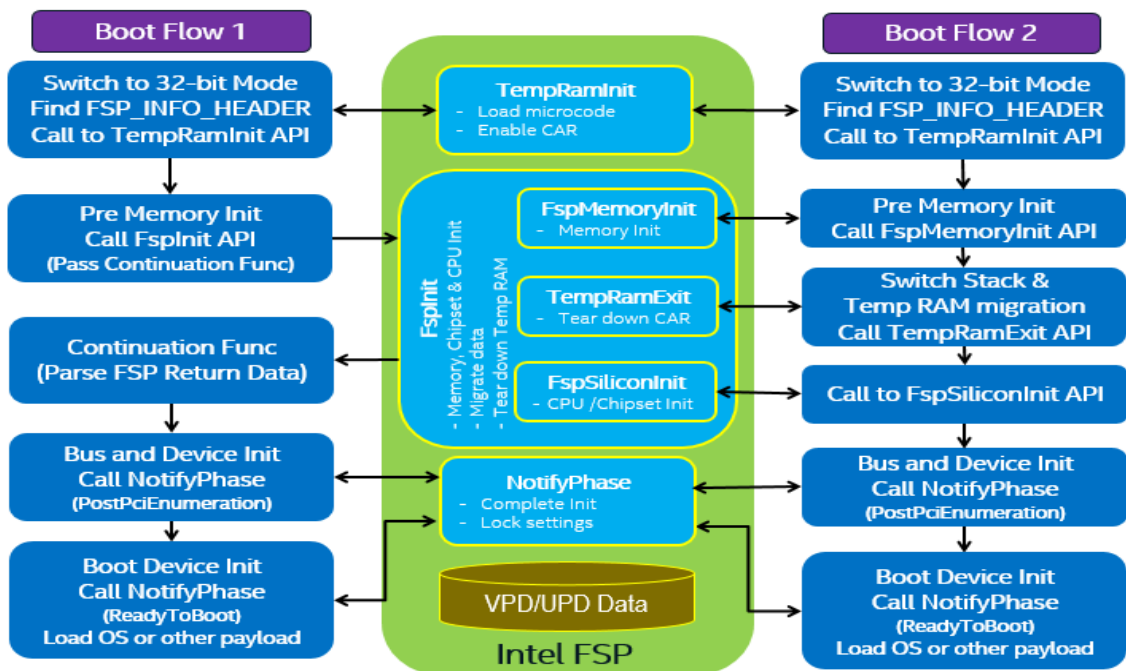 Boot Flow 1
Switch to 32-bit Mode
Find FSP_INFO_HEADER
Call to TempRamInit API
Pre Memory Init
Call FspInit API
(Pass Continuation Func)
Continuation Func
(Parse FSP Return Data)
Bus and Device Init
Call NotifyPhase
(PostPciEnumeration)
Boot Device Init
Call NotifyPhase
(ReadyToBoot)
Load OS or other payload
TempRamInit
- Load microcode
- Enable CAR
FspInit
- Memory, Chipset & CPU Init
- Migrate data
- Tear down Temp RAM
FspMemoryInit
- Memory Init
TempRamExit
- Tear down CAR
FspSiliconInit
- CPU /Chipset Init
NotifyPhase
- Complete Init
- Lock settings
VPD/UPD Data
Intel FSP
Boot Flow 2
Switch to 32-bit Mode
Find FSP_INFO_HEADER
Call to TempRamInit API
Pre Memory Init
Call FspMemoryInit API
Switch Stack &
Temp RAM migration
Call TempRamExit API
Call to FspSiliconInit API
Bus and Device Init
Call NotifyPhase
(PostPciEnumeration)
Boot Device Init
Call NotifyPhase
(ReadyToBoot)
Load OS or other payload